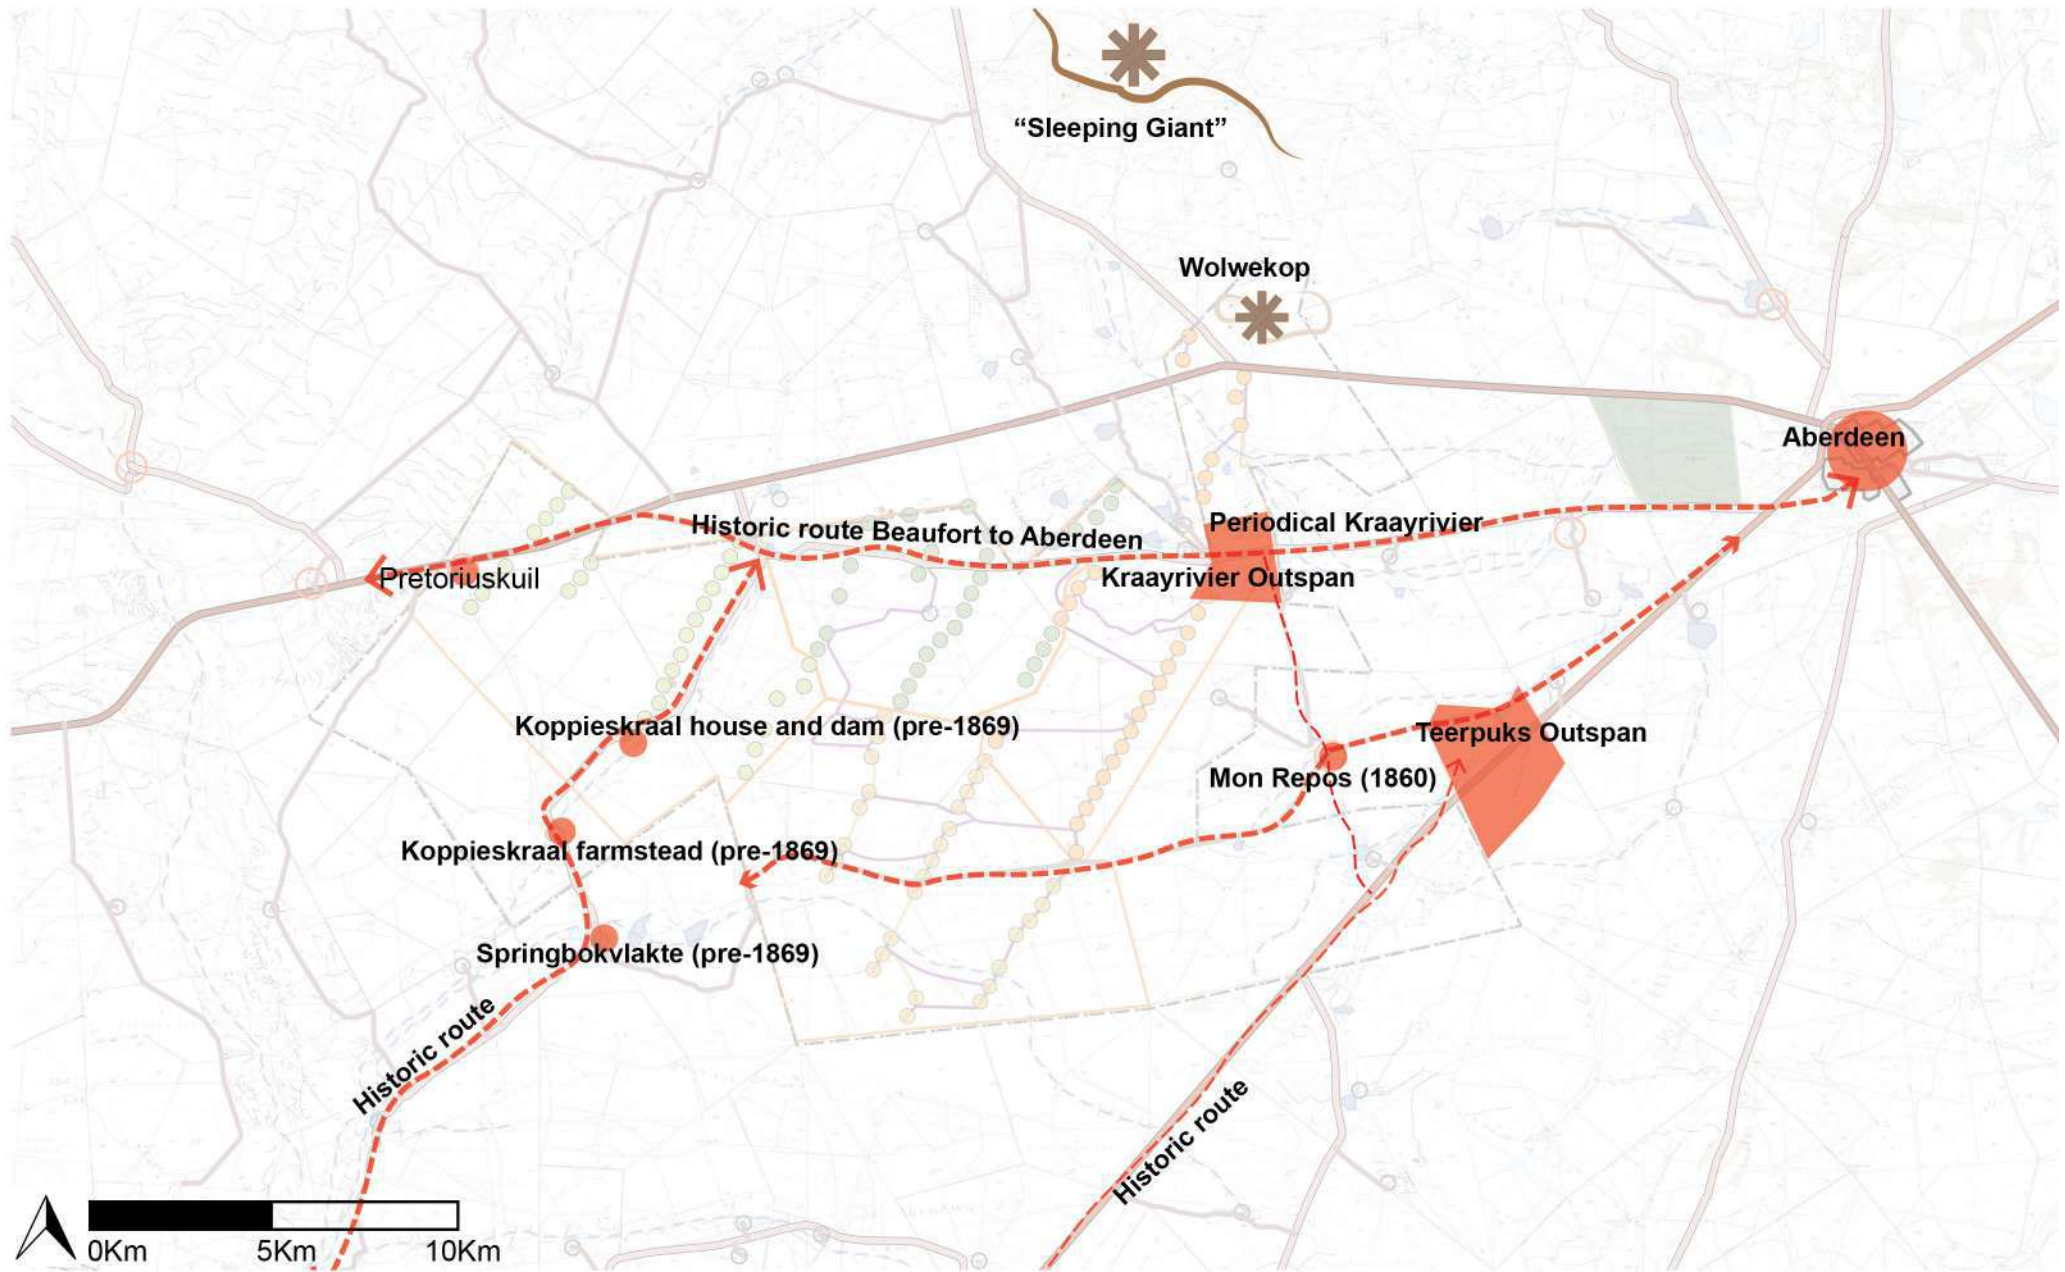 “Sleeping Giant”
Wolwekop
Aberdeen
Periodical Kraayrivier
Historic route Beaufort to Aberdeen
Pretoriuskuil
Kraayrivier Outspan
Koppieskraal house and dam (pre-1869)
Teerpuks Outspan
Mon Repos (1860)
Koppieskraal farmstead (pre-1869)
Springbokvlakte (pre-1869)
Historic route
Historic route
0Km 5Km 10Km